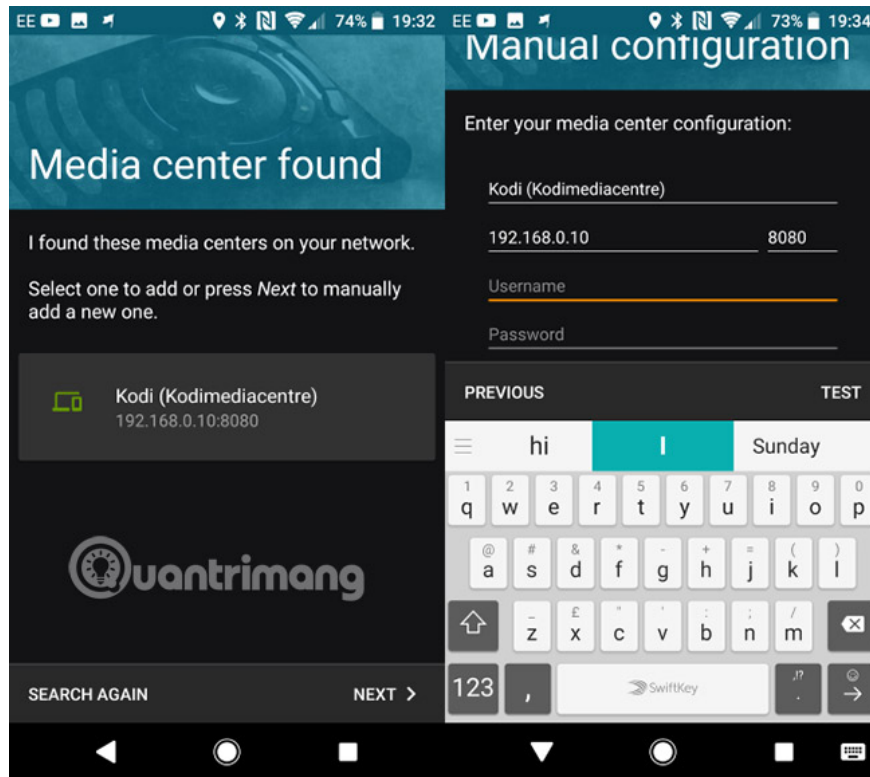 EE 74% 19:32
Media center found
I found these media centers on your network.
Select one to add or press Next to manually
add a new one.
Kodi (Kodimediacentre)
192.168.0.10:8080
Quantrimang
SEARCH AGAIN NEXT
EE 73% 19:34
Manual configuration
Enter your media center configuration:
Kodi (Kodimediacentre)
192.168.0.10 8080
Username
Password
PREVIOUS TEST
hi I Sunday
1 2 3 4 5 6 7 8 9 0
q w e r t y u i o p
@ # & * - + = ( )
a s d f g h j k l
_ £ " ' : ; /
z x c v b n m
123 , SwiftKey ,!? .